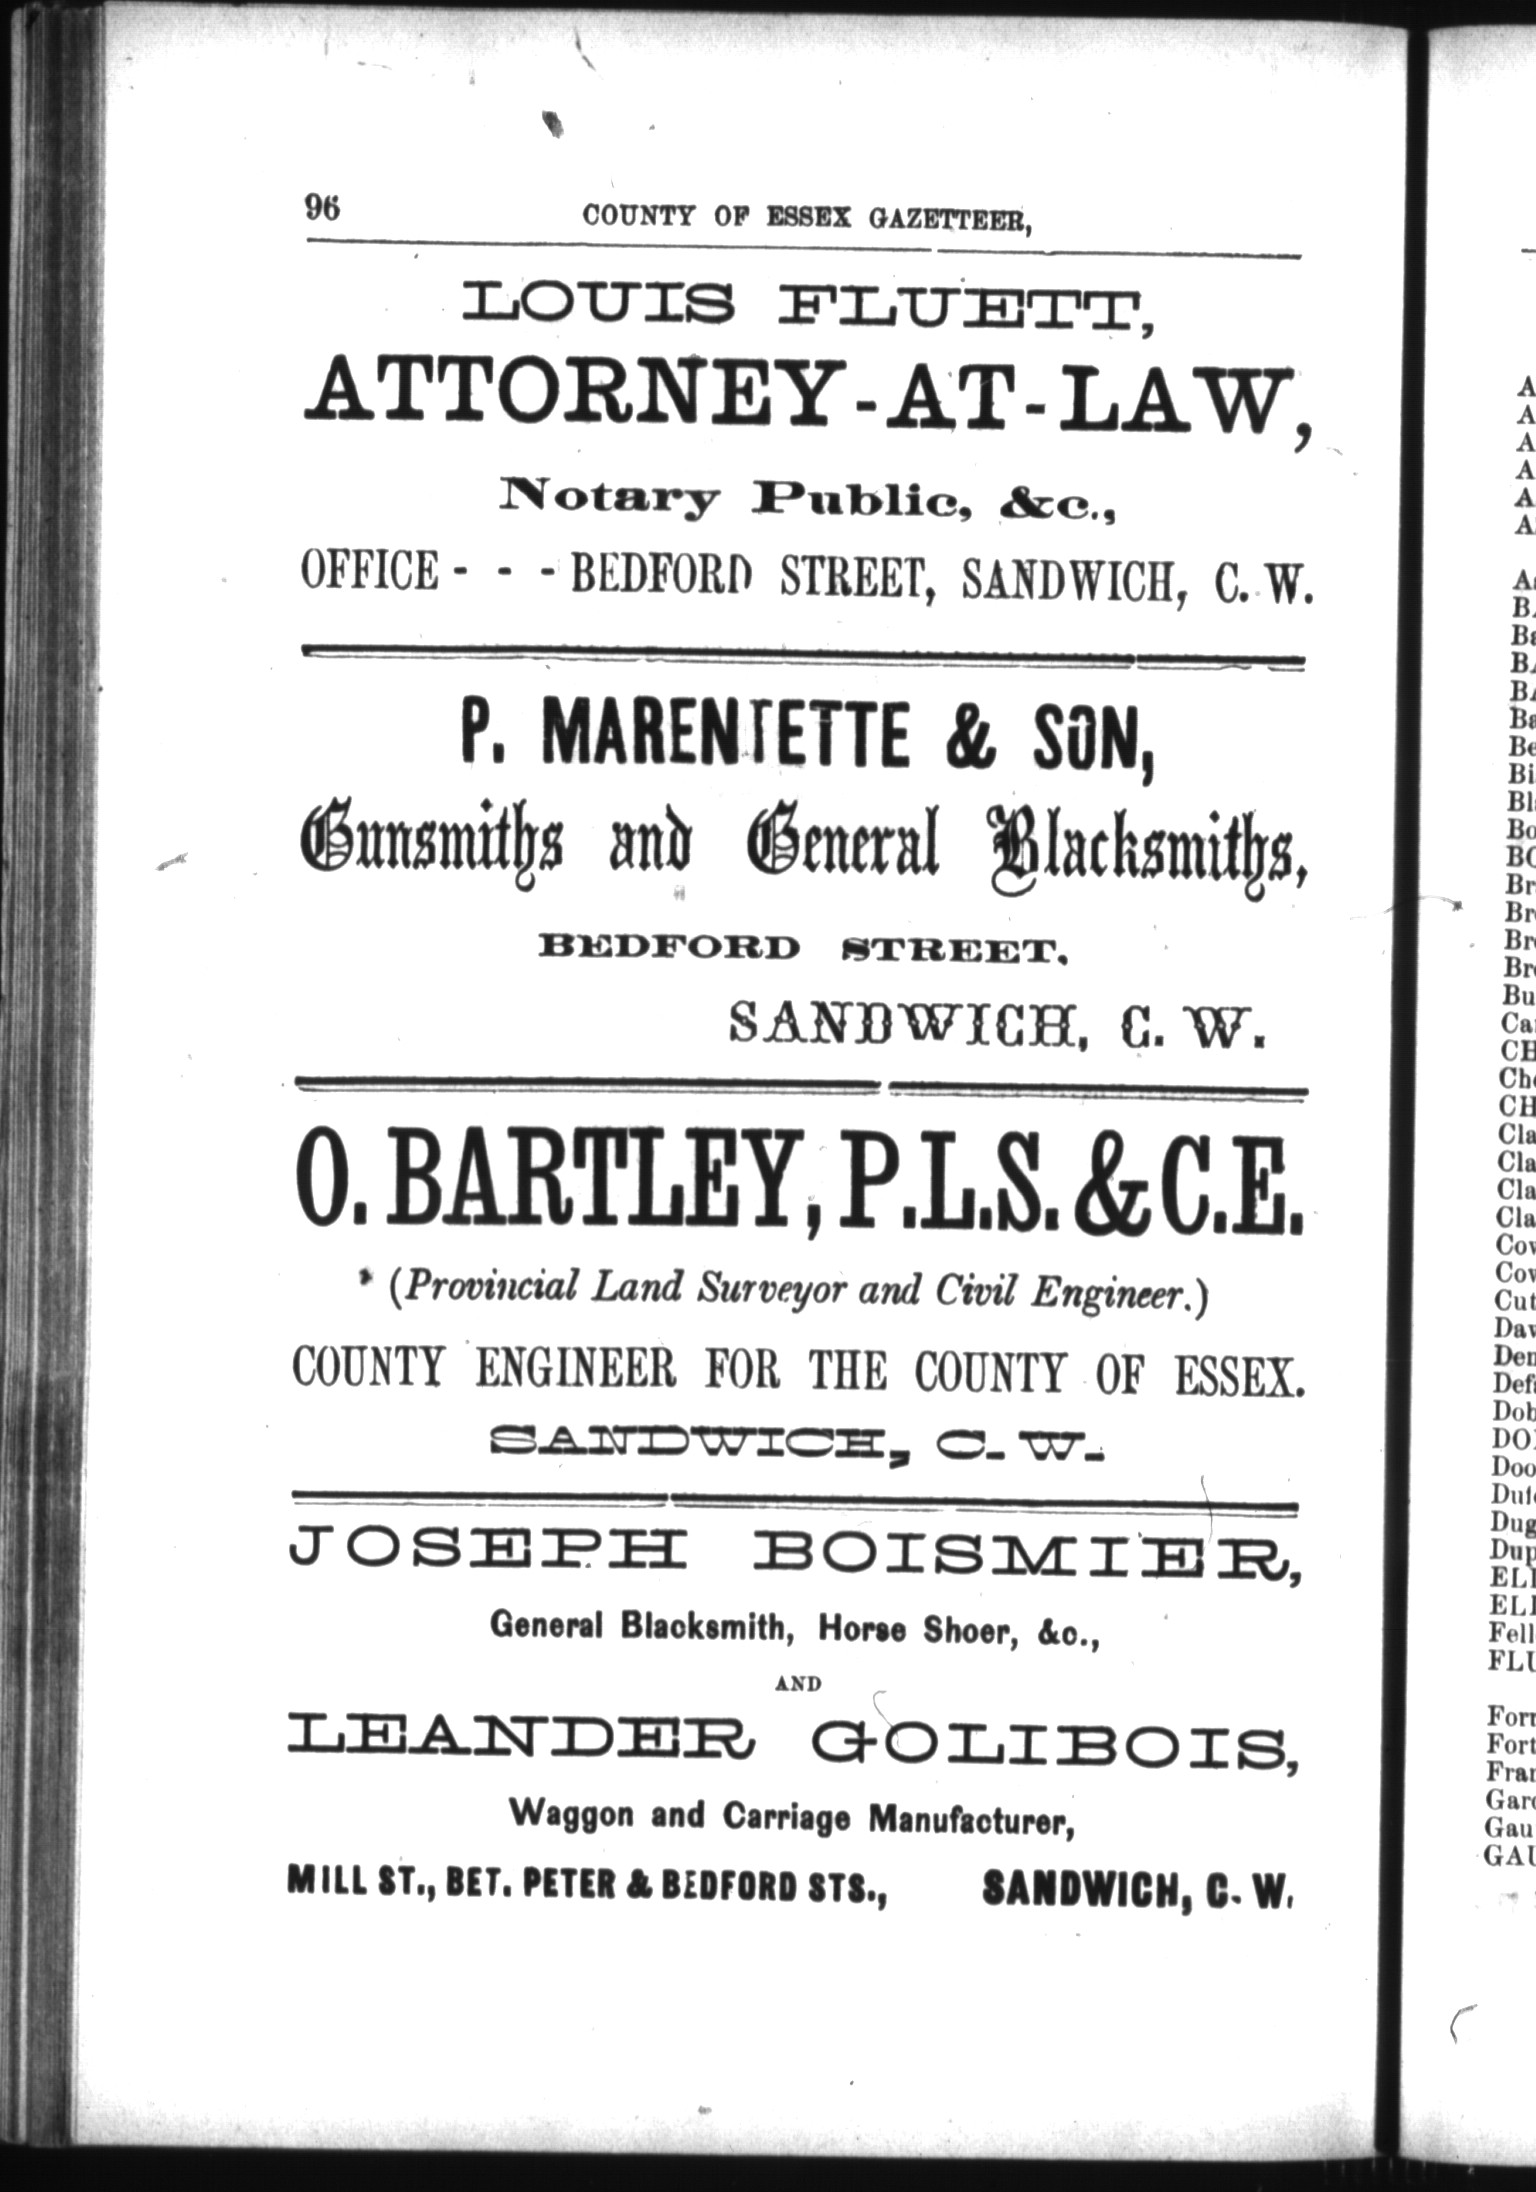 96 COUNTY OF ESSEX GAZETTEER,
LOUIS FLUETT,
ATTORNEY-AT-LAW,
Notary Public, &c.,
OFFICE - - - BEDFORD STREET, SANDWICH, C. W.
P. MARENTETTE & SON,
Gunsmiths and General Blacksmiths,
BEDFORD STREET.
SANDWICH, C. W.
O. BARTLEY, P.L.S. & C.E.
(Provincial Land Surveyor and Civil Engineer.)
COUNTY ENGINEER FOR THE COUNTY OF ESSEX.
SANDWICH, C. W.
JOSEPH BOISMIER,
General Blacksmith, Horse Shoer, &c.,
AND
LEANDER GOLIBOIS,
Waggon and Carriage Manufacturer,
MILL ST., BET. PETER & BEDFORD STS., SANDWICH, C. W.